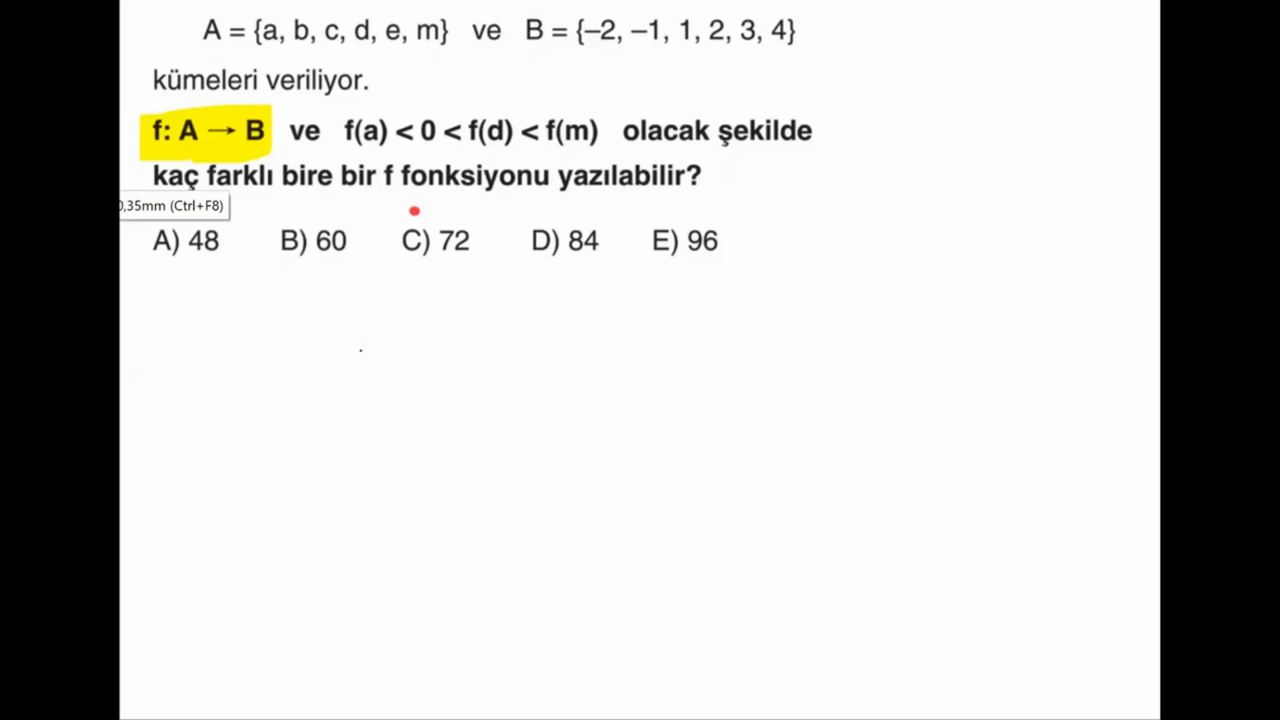 A = {a, b, c, d, e, m} ve B = {–2, –1, 1, 2, 3, 4}
kümeleri veriliyor.
f: A → B ve f(a) < 0 < f(d) < f(m) olacak şekilde
kaç farklı bire bir f fonksiyonu yazılabilir?
0,35mm (Ctrl+F8)
A) 48 B) 60 C) 72 D) 84 E) 96